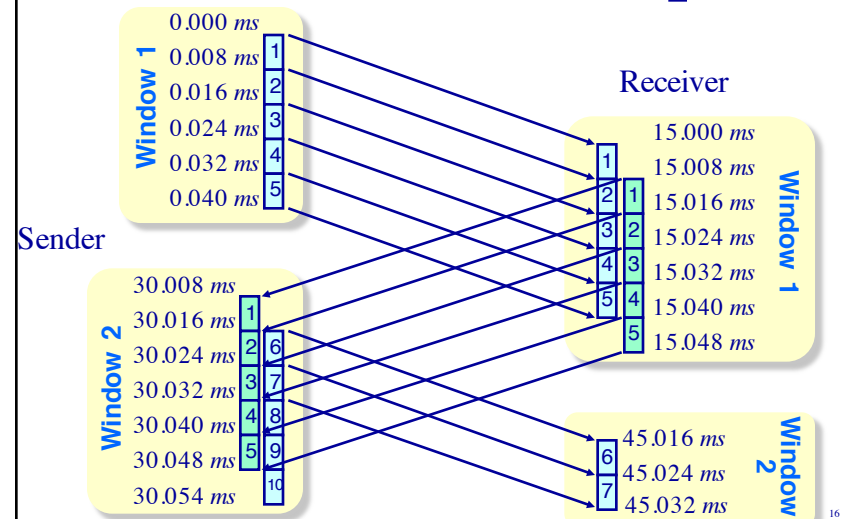 0.000 ms
0.008 ms
0.016 ms
0.024 ms
0.032 ms
0.040 ms
Window 1
1
2
3
4
5
Receiver
15.000 ms
15.008 ms
15.016 ms
15.024 ms
15.032 ms
15.040 ms
15.048 ms
Window 1
1
2
3
4
5
1
2
3
4
5
Sender
30.008 ms
30.016 ms
30.024 ms
30.032 ms
30.040 ms
30.048 ms
30.054 ms
Window 2
1
2
3
4
5
6
7
8
9
10
45.016 ms
45.024 ms
45.032 ms
Window 2
6
7
16